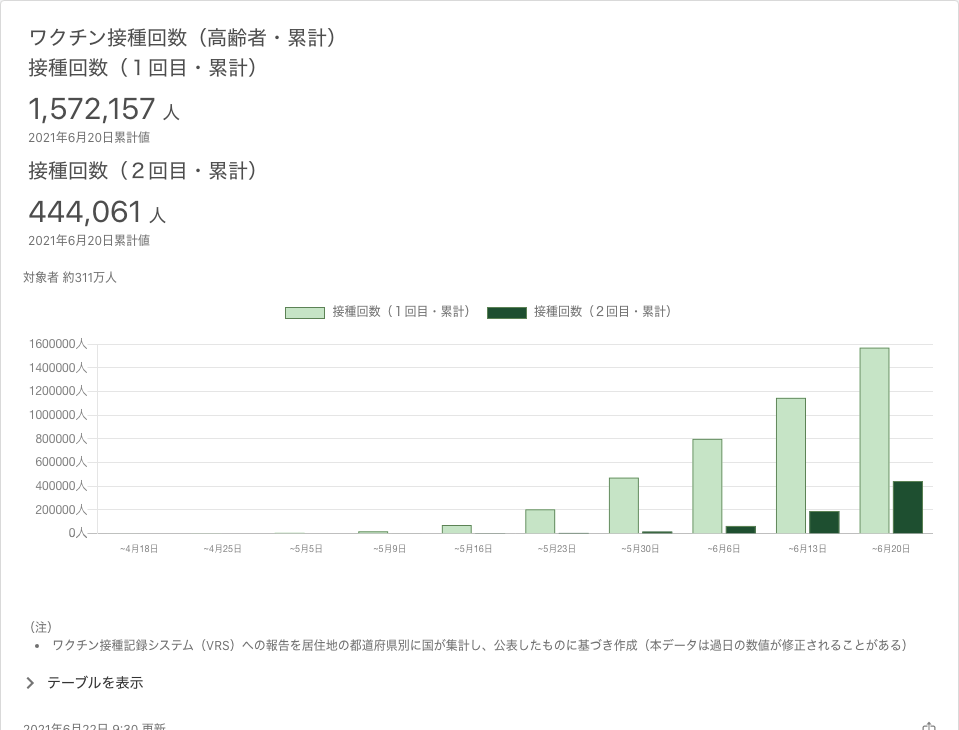 ワクチン接種回数（高齢者・累計）
接種回数（１回目・累計）
1,572,157 人
2021年6月20日累計値
接種回数（２回目・累計）
444,061 人
2021年6月20日累計値
対象者 約311万人
接種回数（１回目・累計） 接種回数（２回目・累計）
1600000人
1400000人
1200000人
1000000人
800000人
600000人
400000人
200000人
0人
~4月18日 ~4月25日 ~5月5日 ~5月9日 ~5月16日 ~5月23日 ~5月30日 ~6月6日 ~6月13日 ~6月20日
（注）
• ワクチン接種記録システム（VRS）への報告を居住地の都道府県別に国が集計し、公表したものに基づき作成（本データは過日の数値が修正されることがある）
テーブルを表示
2021年6月22日 9:30 更新